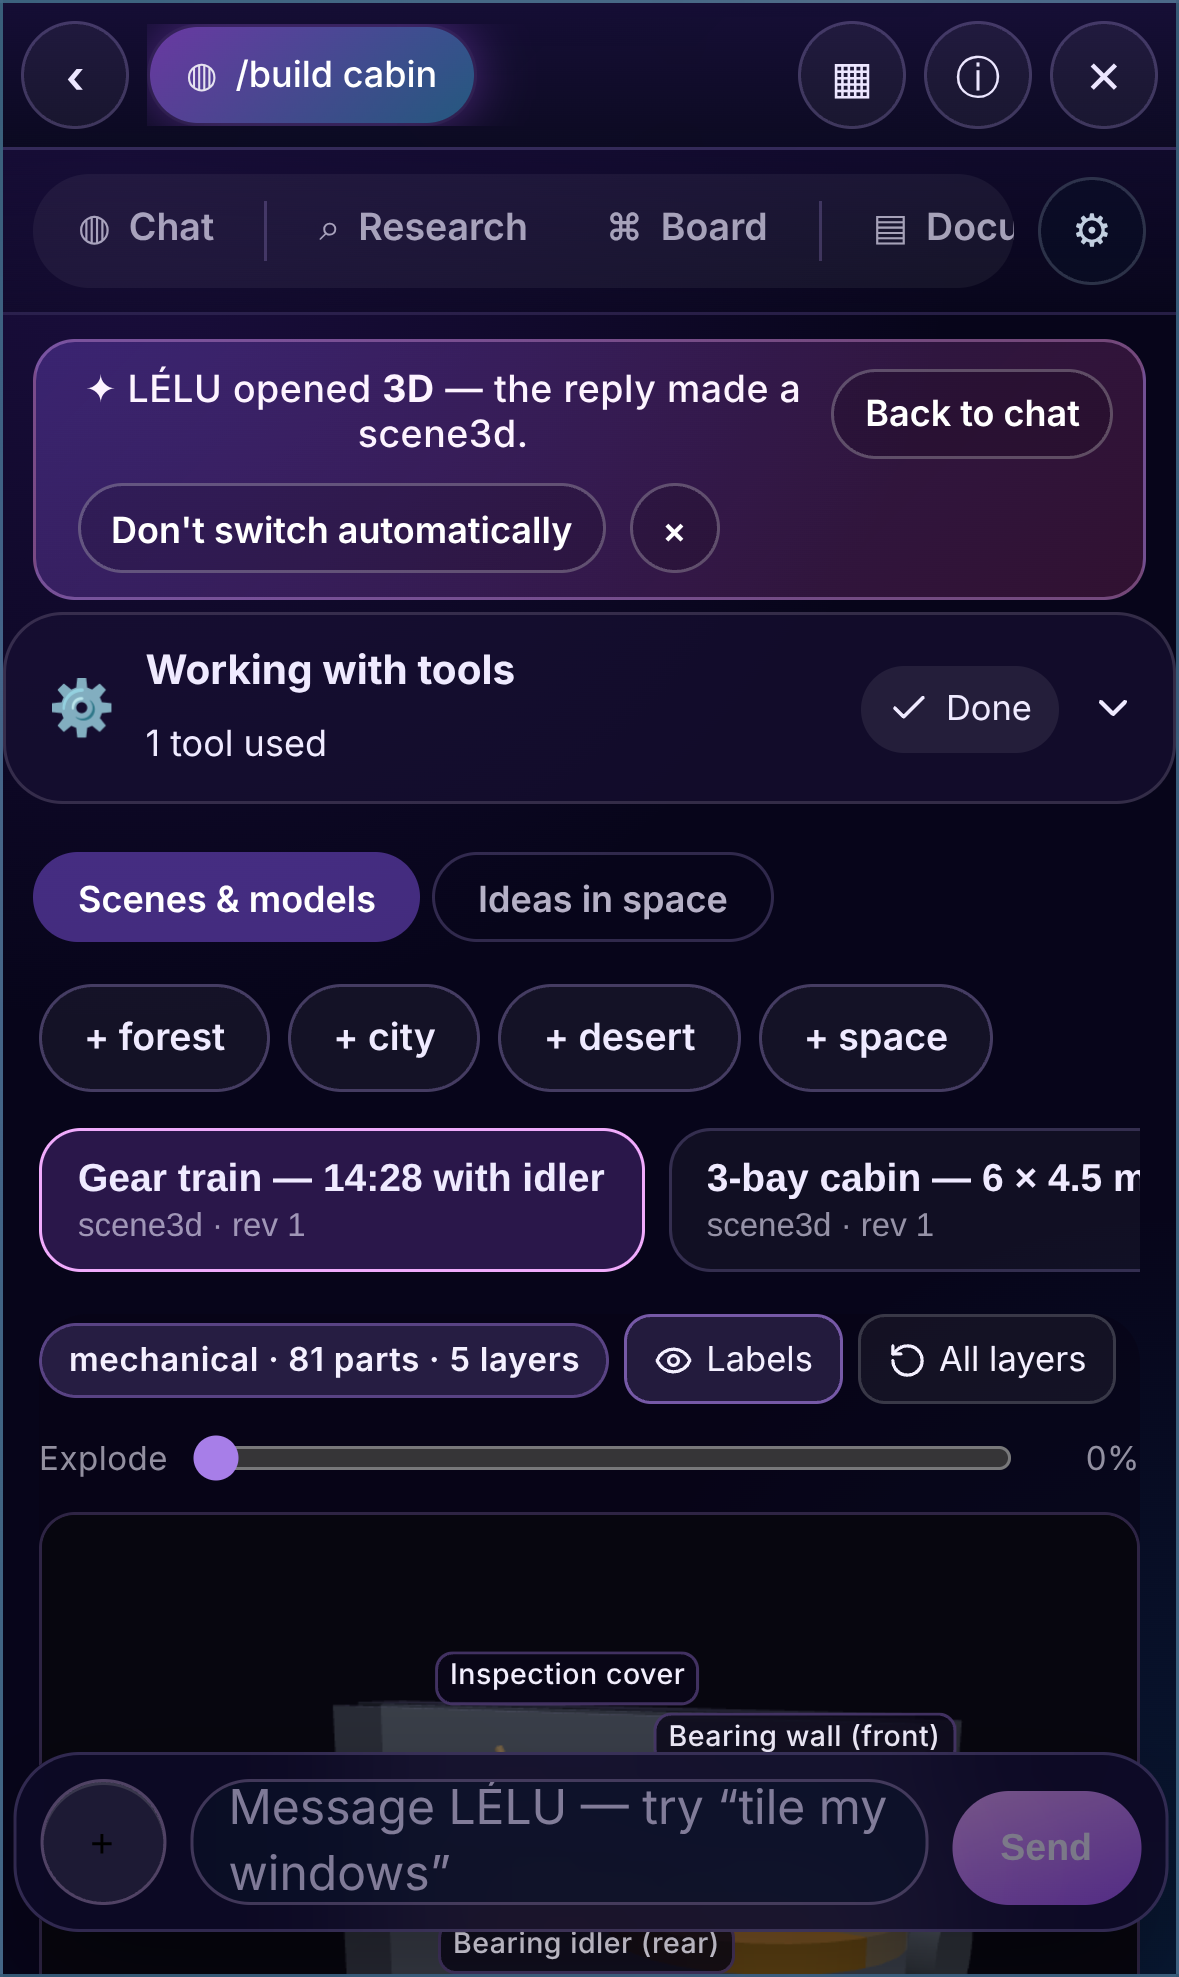 /build cabin
Chat
Research
Board
Docu
✦ LÉLU opened 3D — the reply made a
scene3d.
Back to chat
Don't switch automatically
×
Working with tools
1 tool used
Done
Scenes & models
Ideas in space
+ forest
+ city
+ desert
+ space
Gear train — 14:28 with idler
scene3d · rev 1
3-bay cabin — 6 × 4.5 m
scene3d · rev 1
mechanical · 81 parts · 5 layers
Labels
All layers
Explode
0%
Inspection cover
Bearing wall (front)
Message LÉLU — try “tile my
windows”
Send
Bearing idler (rear)